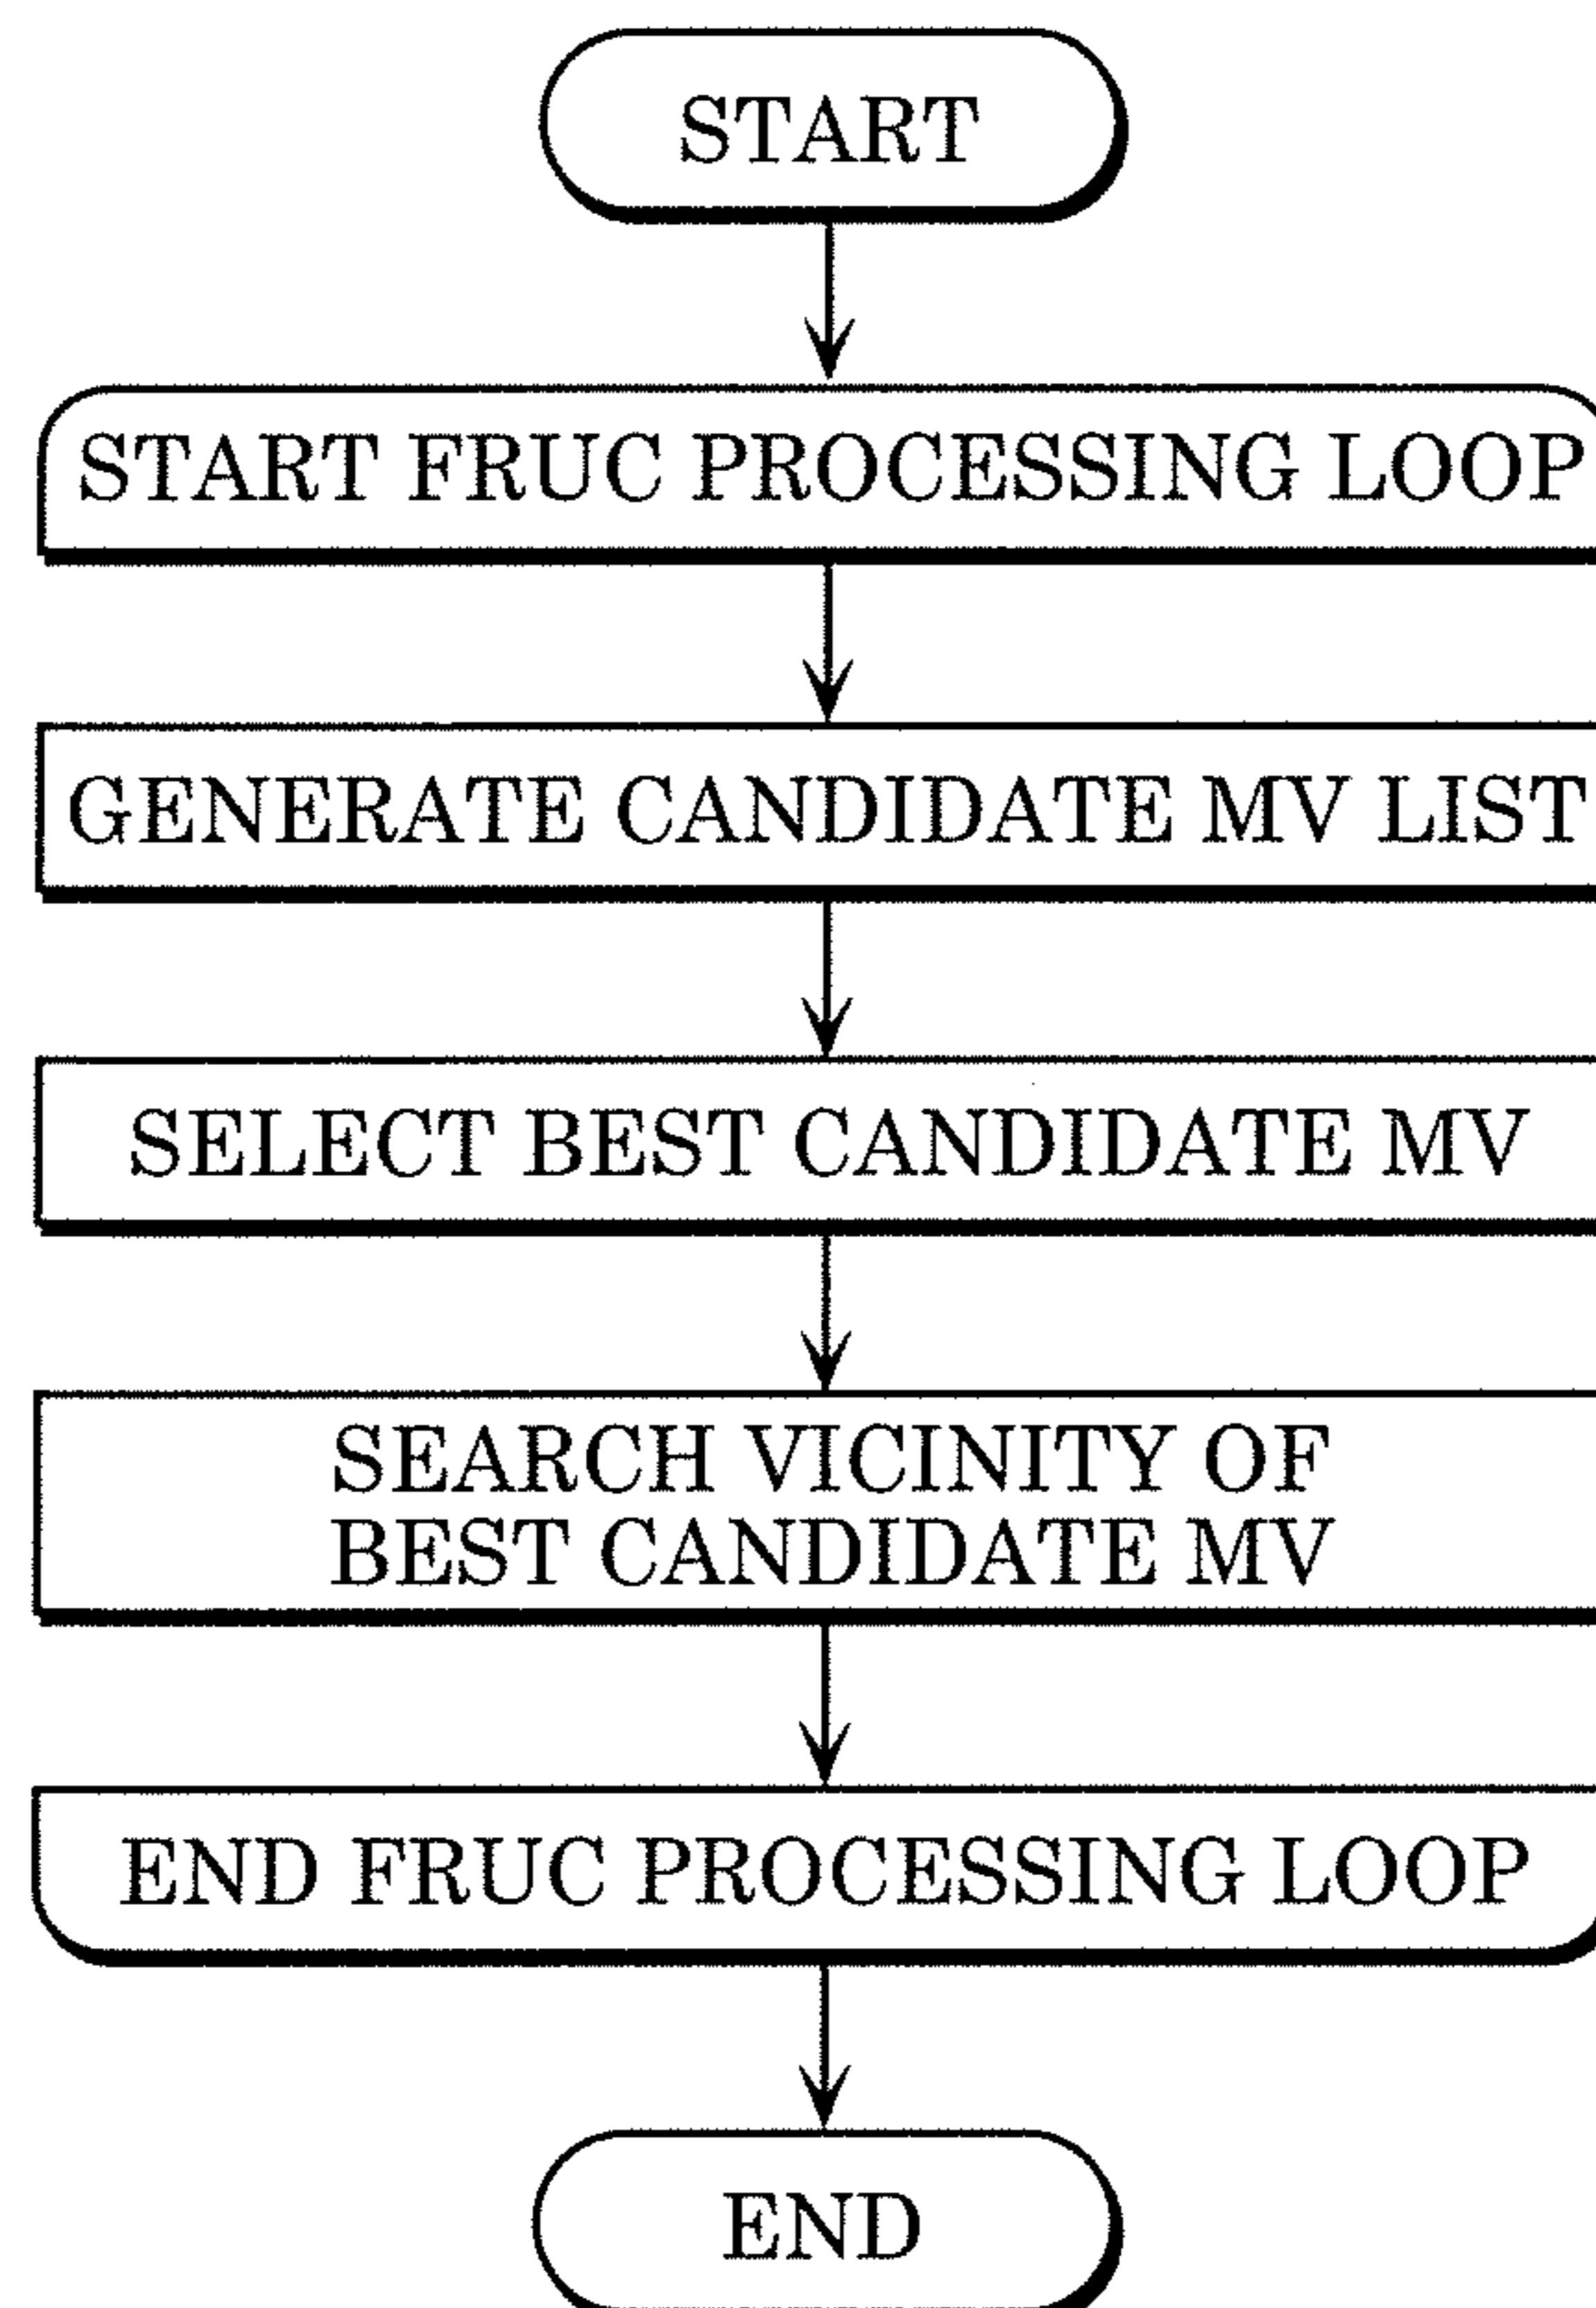 START
START FRUC PROCESSING LOOP
GENERATE CANDIDATE MV LIST
SELECT BEST CANDIDATE MV
SEARCH VICINITY OF
BEST CANDIDATE MV
END FRUC PROCESSING LOOP
END